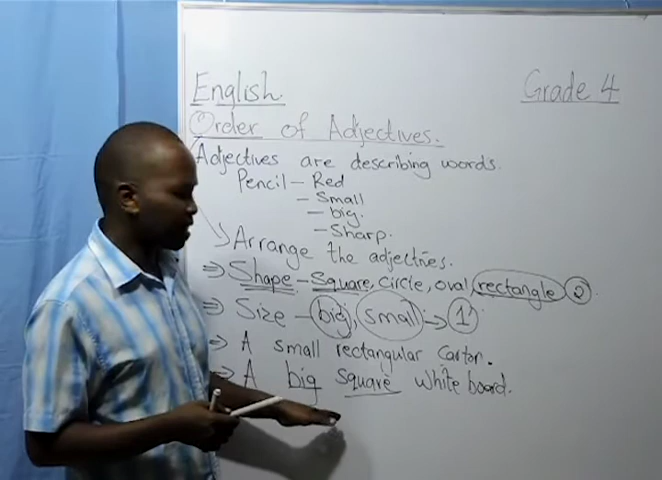 English. Grade 4
Order of Adjectives.
Adjectives are describing words.
Pencil – Red
– Small
– big.
– Sharp.
Arrange the adjectives.
⇒ Shape – Square, circle, oval, rectangle 2.
⇒ Size – big, small → 1
⇒ A small rectangular Carton.
⇒ A big square white board.